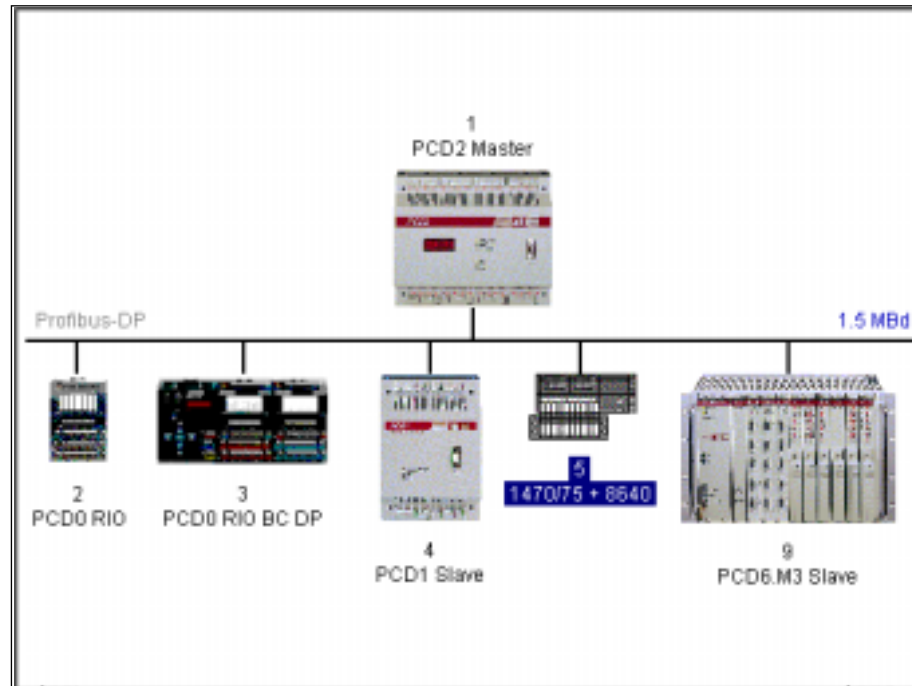 1
PCD2 Master
Profibus-DP
1.5 MBd
2
PCD0 RIO
3
PCD0 RIO BC DP
4
PCD1 Slave
5
1470/75 + 8640
9
PCD6.M3 Slave